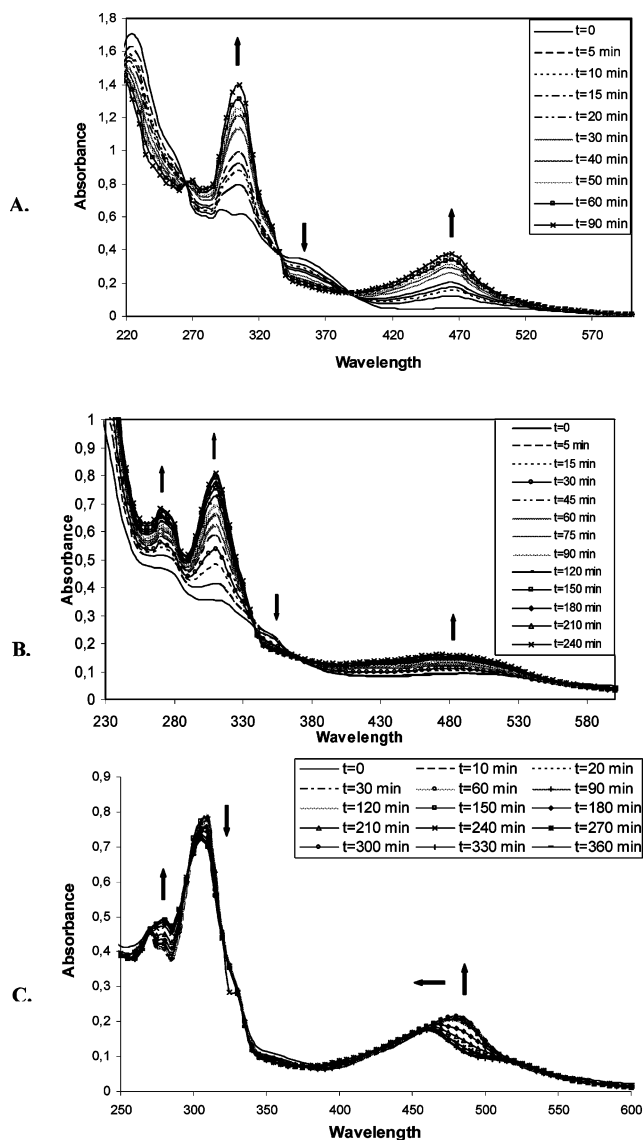 1,8
1,6
1,4
1,2
1
0,8
0,6
0,4
0,2
0
Absorbance
A.
220 270 320 370 420 470 520 570
Wavelength
t=0
t=5 min
t=10 min
t=15 min
t=20 min
t=30 min
t=40 min
t=50 min
t=60 min
t=90 min
1
0,9
0,8
0,7
0,6
0,5
0,4
0,3
0,2
0,1
0
Absorbance
B.
230 280 330 380 430 480 530 580
Wavelength
t=0
t=5 min
t=15 min
t=30 min
t=45 min
t=60 min
t=75 min
t=90 min
t=120 min
t=150 min
t=180 min
t=210 min
t=240 min
t=0 t=10 min t=20 min
t=30 min t=60 min t=90 min
t=120 min t=150 min t=180 min
t=210 min t=240 min t=270 min
t=300 min t=330 min t=360 min
0,9
0,8
0,7
0,6
0,5
0,4
0,3
0,2
0,1
0
Absorbance
C.
250 300 350 400 450 500 550 600
Wavelength